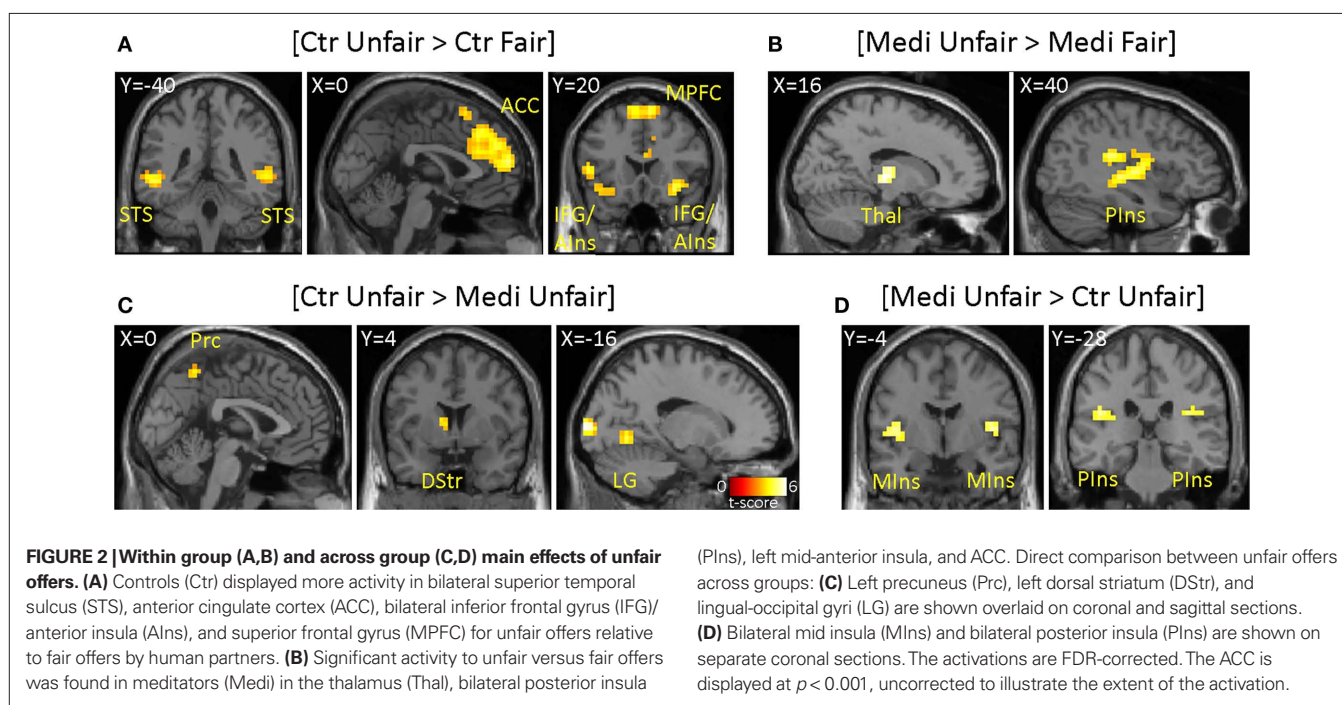 A
[Ctr Unfair > Ctr Fair]
Y=-40
STS
STS
X=0
ACC
Y=20
MPFC
IFG/
AIns
IFG/
AIns
B
[Medi Unfair > Medi Fair]
X=16
Thal
X=40
PIns
C
[Ctr Unfair > Medi Unfair]
X=0
Prc
Y=4
DStr
X=-16
LG
0
6
t-score
D
[Medi Unfair > Ctr Unfair]
Y=-4
MIns
MIns
Y=-28
PIns
PIns
FIGURE 2 | Within group (A,B) and across group (C,D) main effects of unfair
offers. (A) Controls (Ctr) displayed more activity in bilateral superior temporal
sulcus (STS), anterior cingulate cortex (ACC), bilateral inferior frontal gyrus (IFG)/
anterior insula (AIns), and superior frontal gyrus (MPFC) for unfair offers relative
to fair offers by human partners. (B) Significant activity to unfair versus fair offers
was found in meditators (Medi) in the thalamus (Thal), bilateral posterior insula
(PIns), left mid-anterior insula, and ACC. Direct comparison between unfair offers
across groups: (C) Left precuneus (Prc), left dorsal striatum (DStr), and
lingual-occipital gyri (LG) are shown overlaid on coronal and sagittal sections.
(D) Bilateral mid insula (MIns) and bilateral posterior insula (PIns) are shown on
separate coronal sections. The activations are FDR-corrected. The ACC is
displayed at p < 0.001, uncorrected to illustrate the extent of the activation.